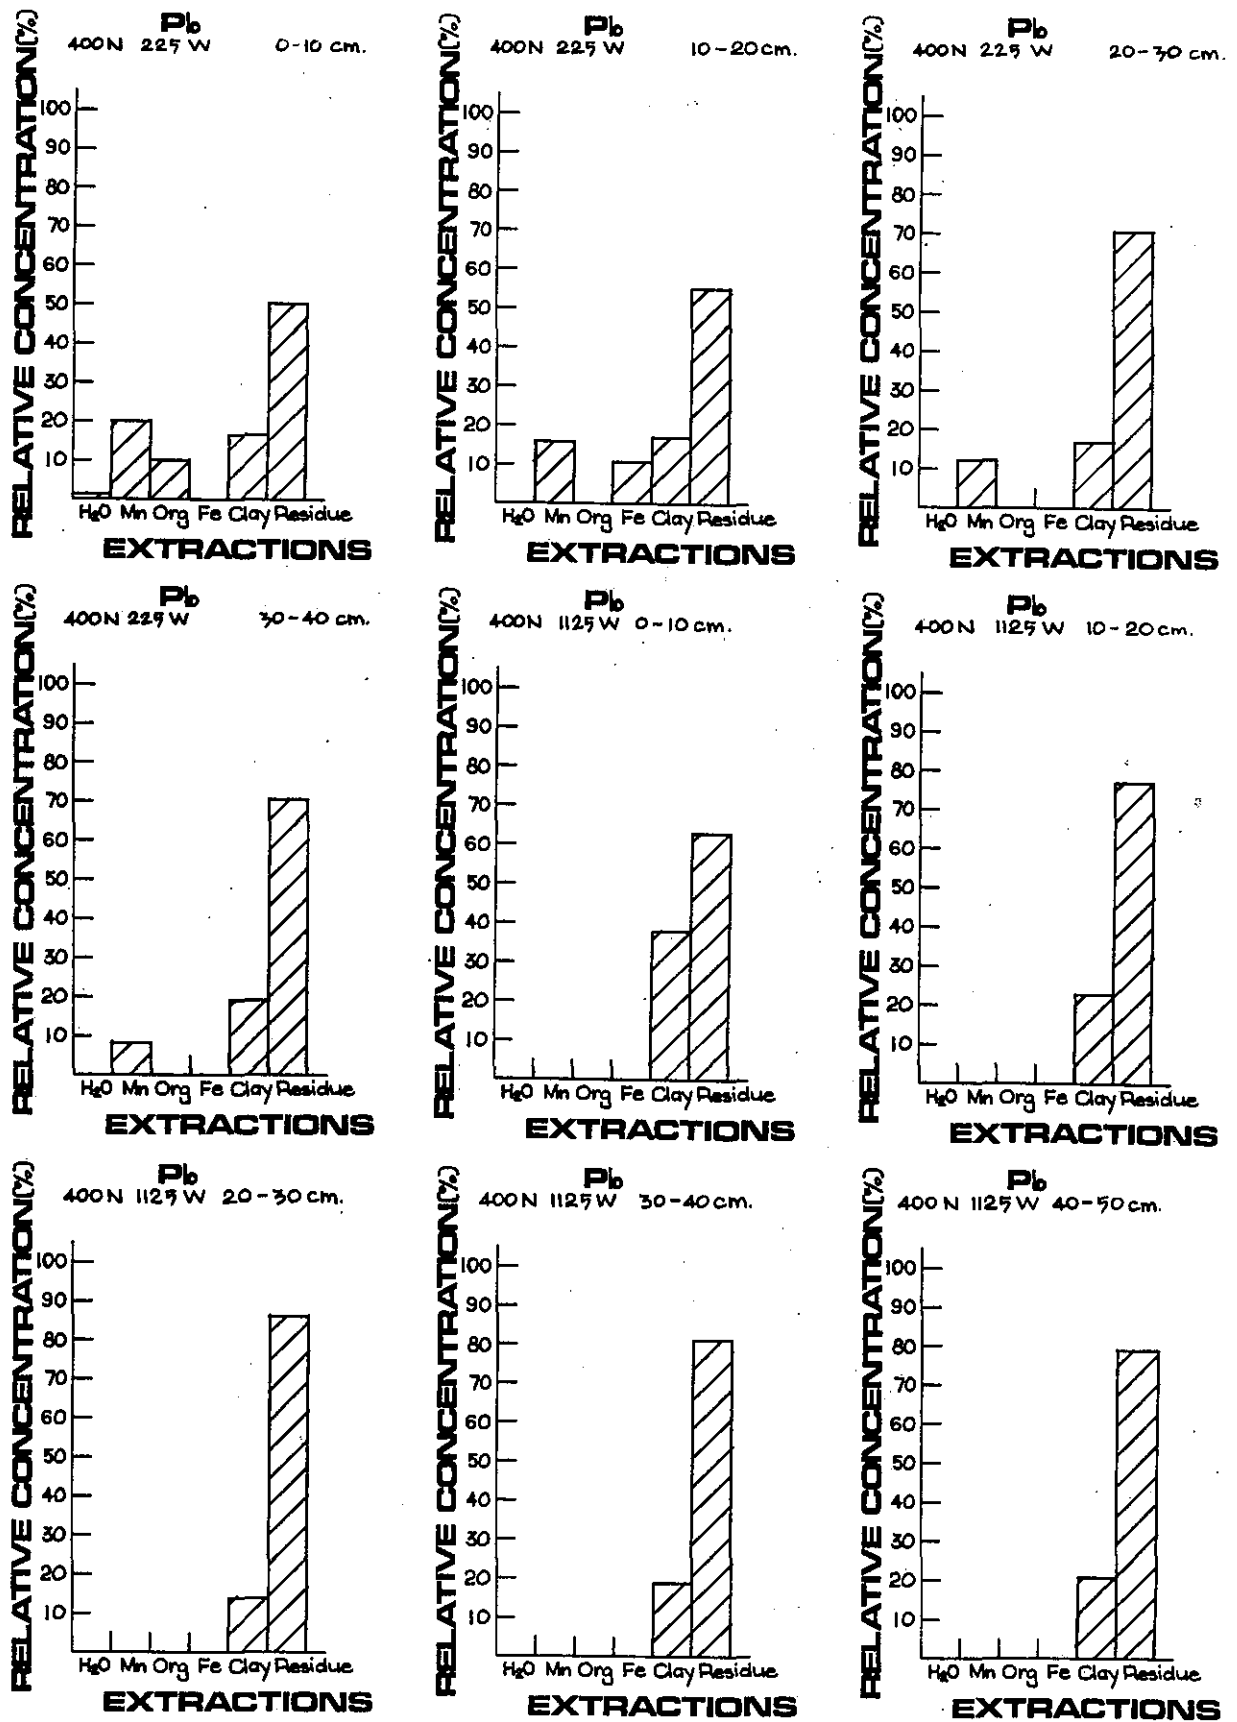 Pb
400N 225W 0-10 cm.
RELATIVE CONCENTRATION(%)
100
90
80
70
60
50
40
30
20
10
H₂O Mn Org Fe Clay Residue
EXTRACTIONS
Pb
400N 225W 10-20cm.
RELATIVE CONCENTRATION(%)
100
90
80
70
60
50
40
30
20
10
H₂O Mn Org Fe Clay Residue
EXTRACTIONS
Pb
400N 225W 20-30 cm.
RELATIVE CONCENTRATION(%)
100
90
80
70
60
50
40
30
20
10
H₂O Mn Org Fe Clay Residue
EXTRACTIONS
Pb
400N 225W 30-40 cm.
RELATIVE CONCENTRATION(%)
100
90
80
70
60
50
40
30
20
10
H₂O Mn Org Fe Clay Residue
EXTRACTIONS
Pb
400N 1125W 0-10 cm.
RELATIVE CONCENTRATION(%)
100
90
80
70
60
50
40
30
20
10
H₂O Mn Org Fe Clay Residue
EXTRACTIONS
Pb
400N 1125W 10-20cm.
RELATIVE CONCENTRATION(%)
100
90
80
70
60
50
40
30
20
10
H₂O Mn Org Fe Clay Residue
EXTRACTIONS
Pb
400N 1125W 20-30cm.
RELATIVE CONCENTRATION(%)
100
90
80
70
60
50
40
30
20
10
H₂O Mn Org Fe Clay Residue
EXTRACTIONS
Pb
400N 1125W 30-40cm.
RELATIVE CONCENTRATION(%)
100
90
80
70
60
50
40
30
20
10
H₂O Mn Org Fe Clay Residue
EXTRACTIONS
Pb
400N 1125W 40-50cm.
RELATIVE CONCENTRATION(%)
100
90
80
70
60
50
40
30
20
10
H₂O Mn Org Fe Clay Residue
EXTRACTIONS